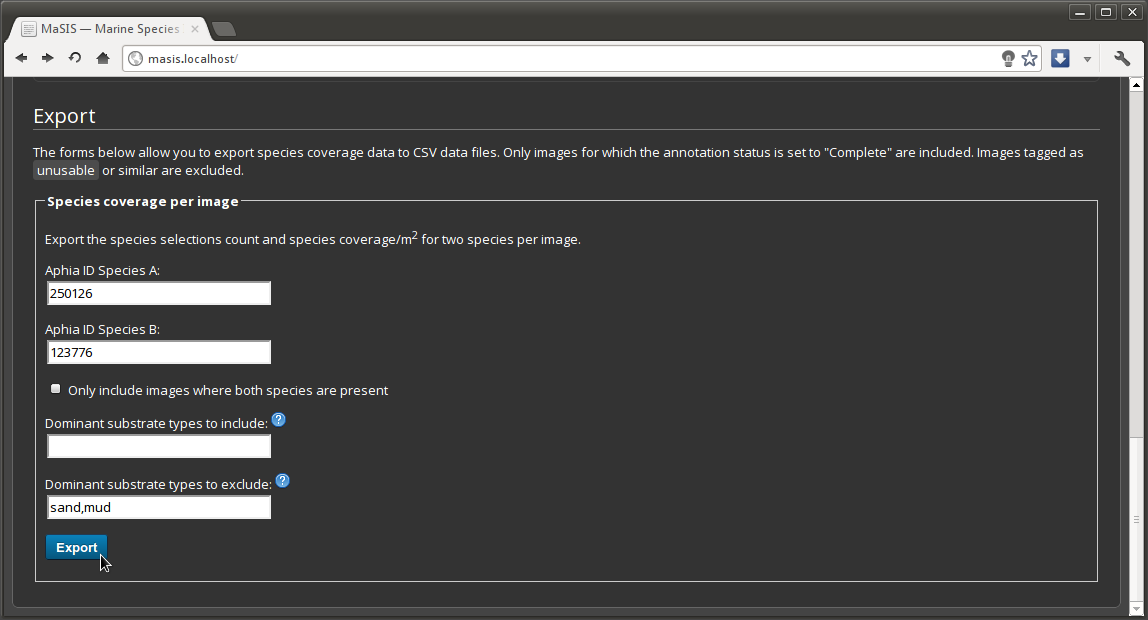 MaSIS — Marine Species
masis.localhost/
Export
The forms below allow you to export species coverage data to CSV data files. Only images for which the annotation status is set to "Complete" are included. Images tagged as
unusable or similar are excluded.
Species coverage per image
Export the species selections count and species coverage/m² for two species per image.
Aphia ID Species A:
250126
Aphia ID Species B:
123776
Only include images where both species are present
Dominant substrate types to include: ?
Dominant substrate types to exclude: ?
sand,mud
Export